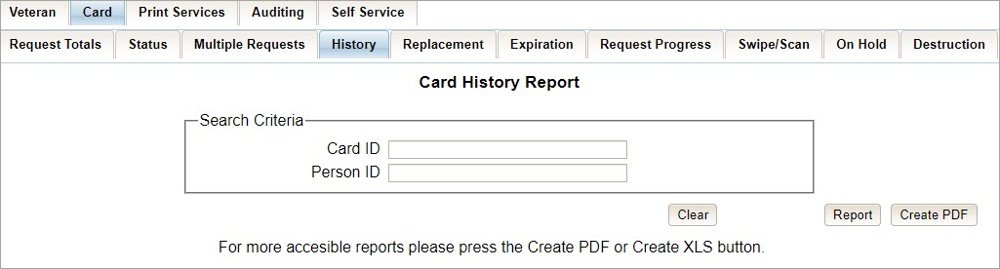 Veteran Card Print Services Auditing Self Service
Request Totals Status Multiple Requests History Replacement Expiration Request Progress Swipe/Scan On Hold Destruction
Card History Report
Search Criteria
Card ID
Person ID
Clear Report Create PDF
For more accesible reports please press the Create PDF or Create XLS button.